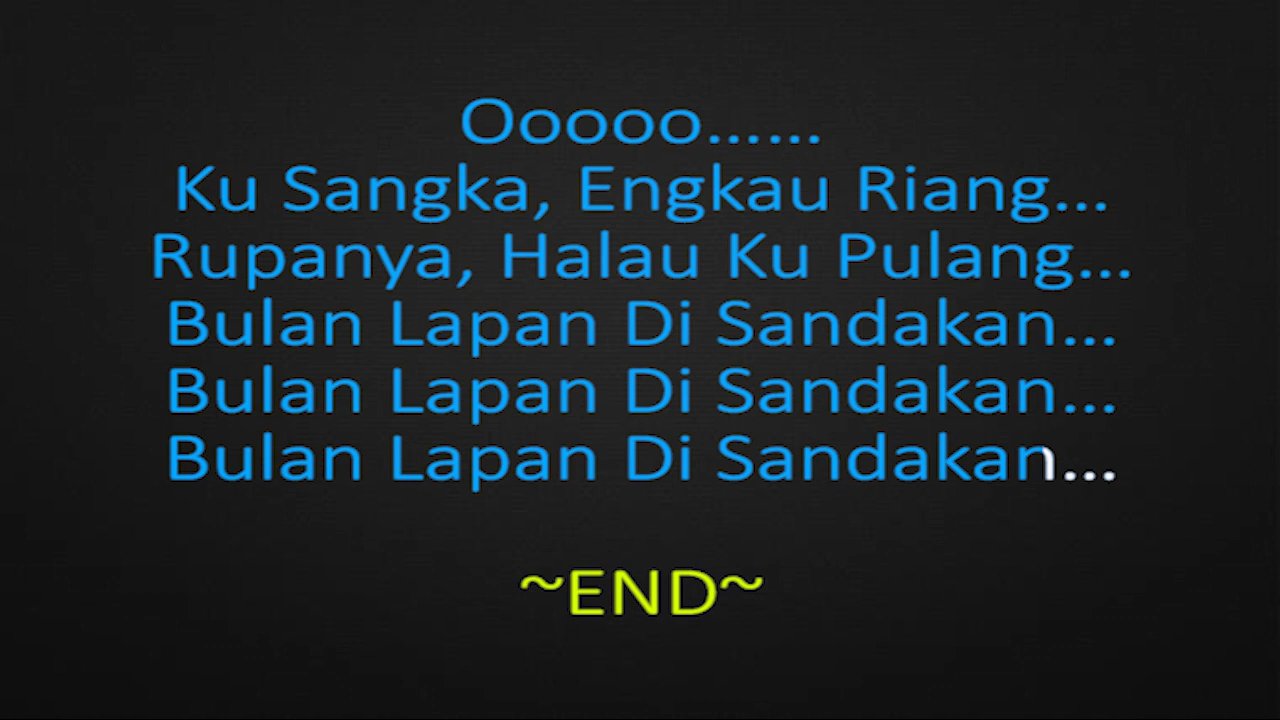 Ooooo......
Ku Sangka, Engkau Riang...
Rupanya, Halau Ku Pulang...
Bulan Lapan Di Sandakan...
Bulan Lapan Di Sandakan...
Bulan Lapan Di Sandakan...
~END~